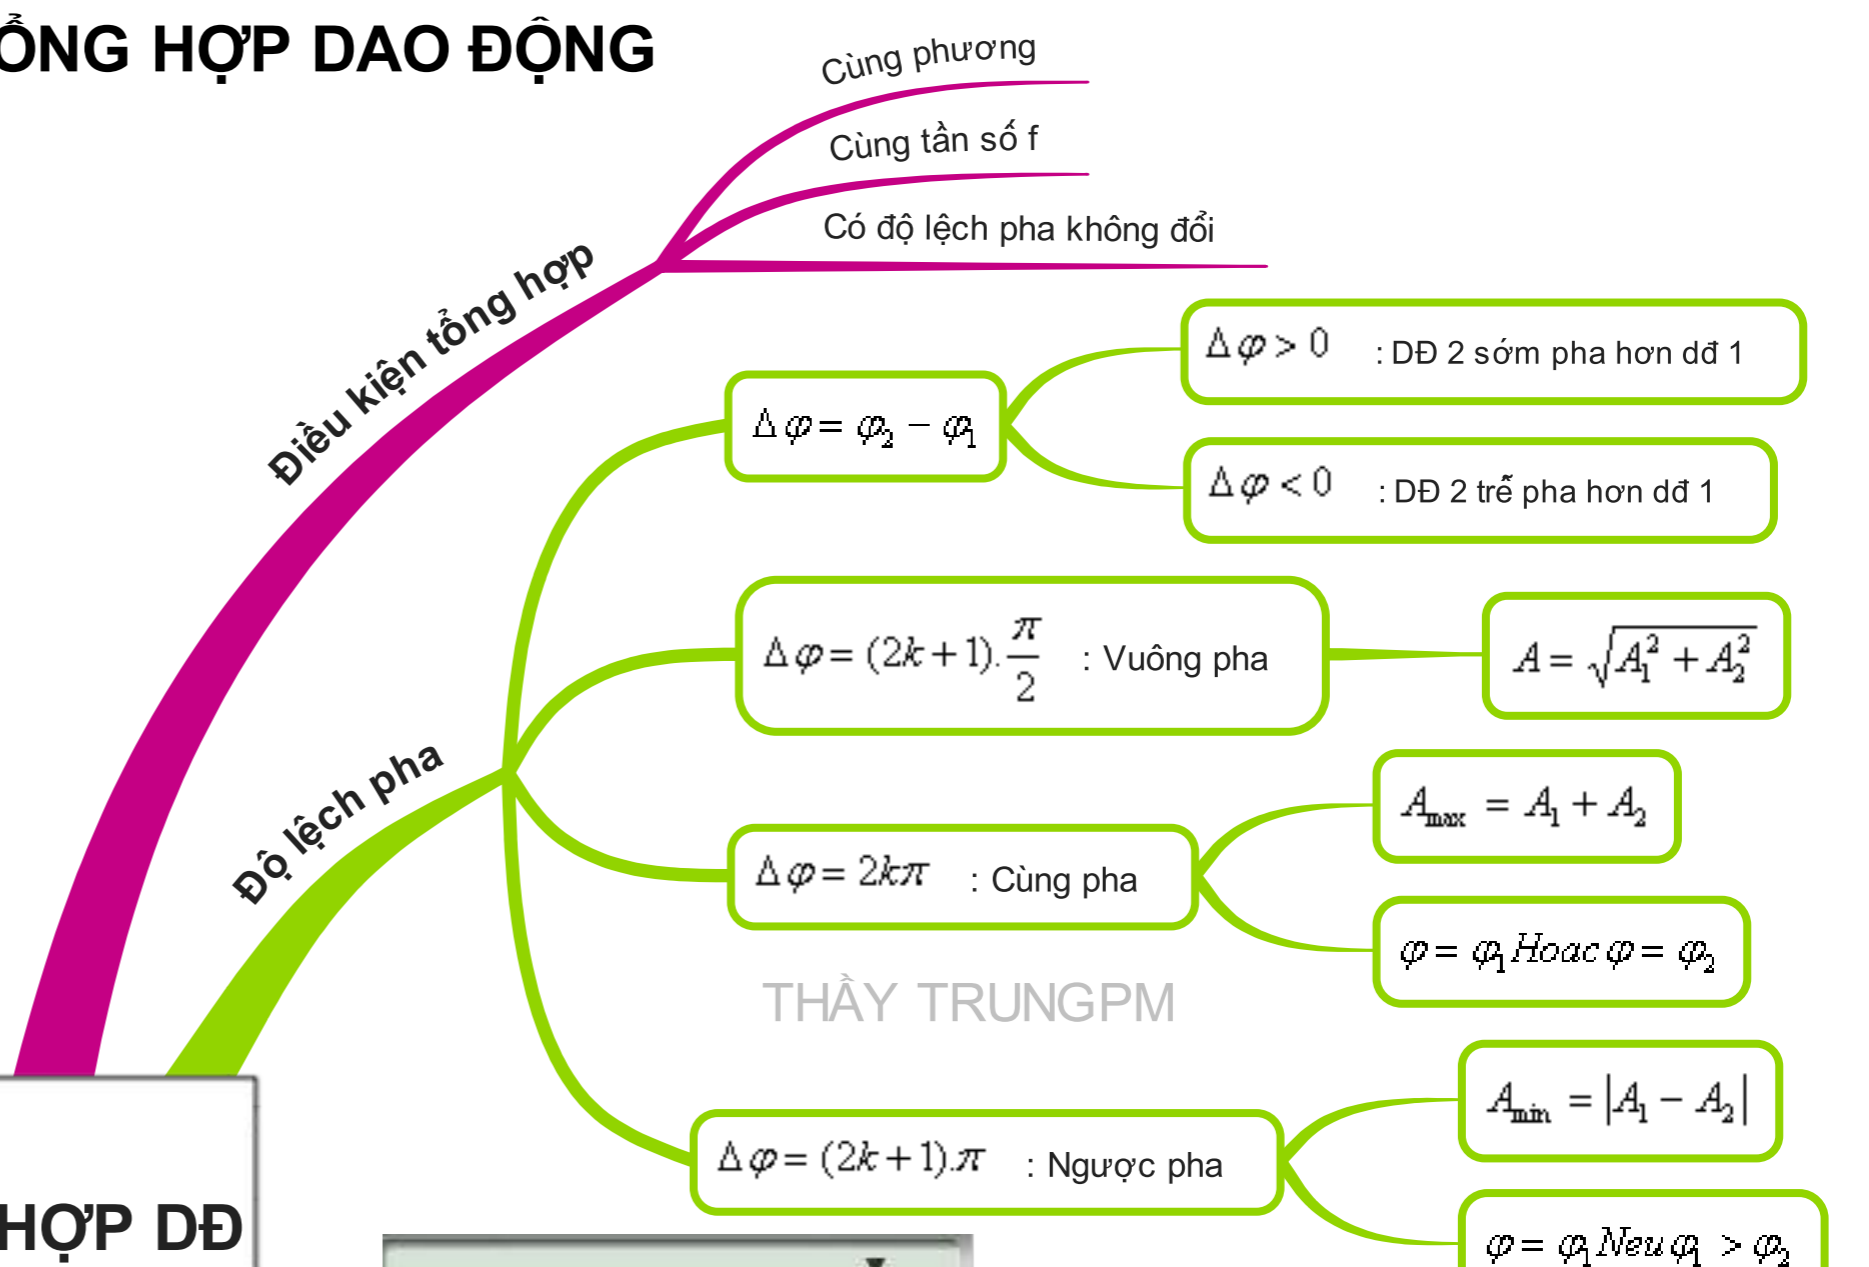 ỔNG HỢP DAO ĐỘNG
Cùng phương
Cùng tần số f
Có độ lệch pha không đổi
Điều kiện tổng hợp
Δφ > 0 : DĐ 2 sớm pha hơn dđ 1
Δφ = φ₂ − φ₁
Δφ < 0 : DĐ 2 trễ pha hơn dđ 1
Δφ = (2k + 1).π/2 : Vuông pha
A = √(A₁² + A₂²)
Độ lệch pha
A_max = A₁ + A₂
Δφ = 2kπ : Cùng pha
φ = φ₁ Hoac φ = φ₂
THẦY TRUNGPM
A_min = |A₁ − A₂|
Δφ = (2k + 1).π : Ngược pha
φ = φ₁ Neu φ₁ > φ₂
HỢP DĐ